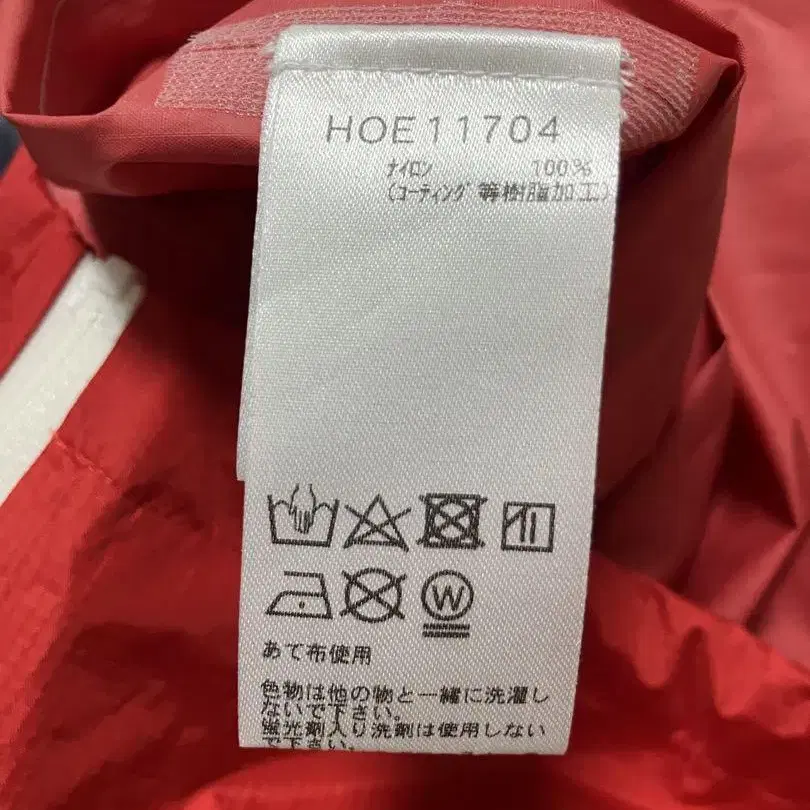 HOE11704
ﾅｲﾛﾝ 100%
(ｺｰﾃｨﾝｸﾞ 等樹脂加工)
W
あて布使用
色物は他の物と一緒に洗濯し
ないで下さい。
蛍光剤入り洗剤は使用しない
で下さい。